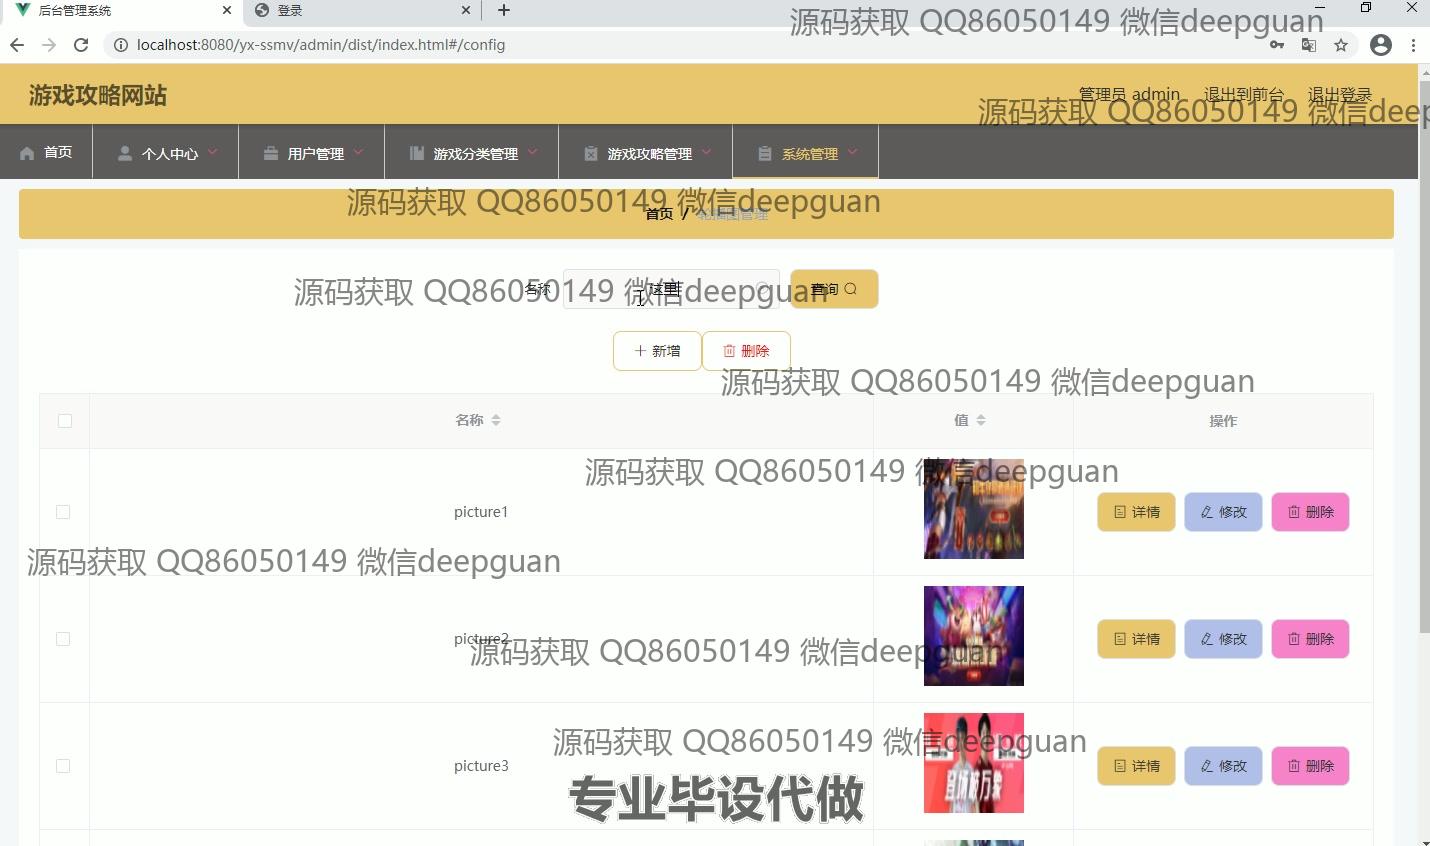 后台管理系统
登录
源码获取 QQ86050149 微信deepguan
localhost:8080/yx-ssmv/admin/dist/index.html#/config
游戏攻略网站
管理员 admin 退出到前台 退出登录
源码获取 QQ86050149 微信deep
首页 个人中心 用户管理 游戏分类管理 游戏攻略管理 系统管理
源码获取 QQ86050149 微信deepguan
首页 / 轮播图管理
源码获取 QQ86050149 微信deepguan
名称 这里 查询
新增 删除
源码获取 QQ86050149 微信deepguan
名称 值 操作
源码获取 QQ86050149 微信deepguan
picture1 详情 修改 删除
源码获取 QQ86050149 微信deepguan
picture2 详情 修改 删除
源码获取 QQ86050149 微信deepguan
源码获取 QQ86050149 微信deepguan
picture3 详情 修改 删除
专业毕设代做